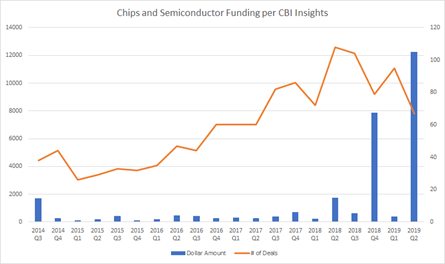 Chips and Semiconductor Funding per CBI Insights
14000 120
12000 100
10000 80
8000 60
6000 40
4000 20
2000 0
0
2014 2014 2015 2015 2015 2015 2016 2016 2016 2016 2017 2017 2017 2017 2018 2018 2018 2018 2019 2019
Q3 Q4 Q1 Q2 Q3 Q4 Q1 Q2 Q3 Q4 Q1 Q2 Q3 Q4 Q1 Q2 Q3 Q4 Q1 Q2
Dollar Amount # of Deals